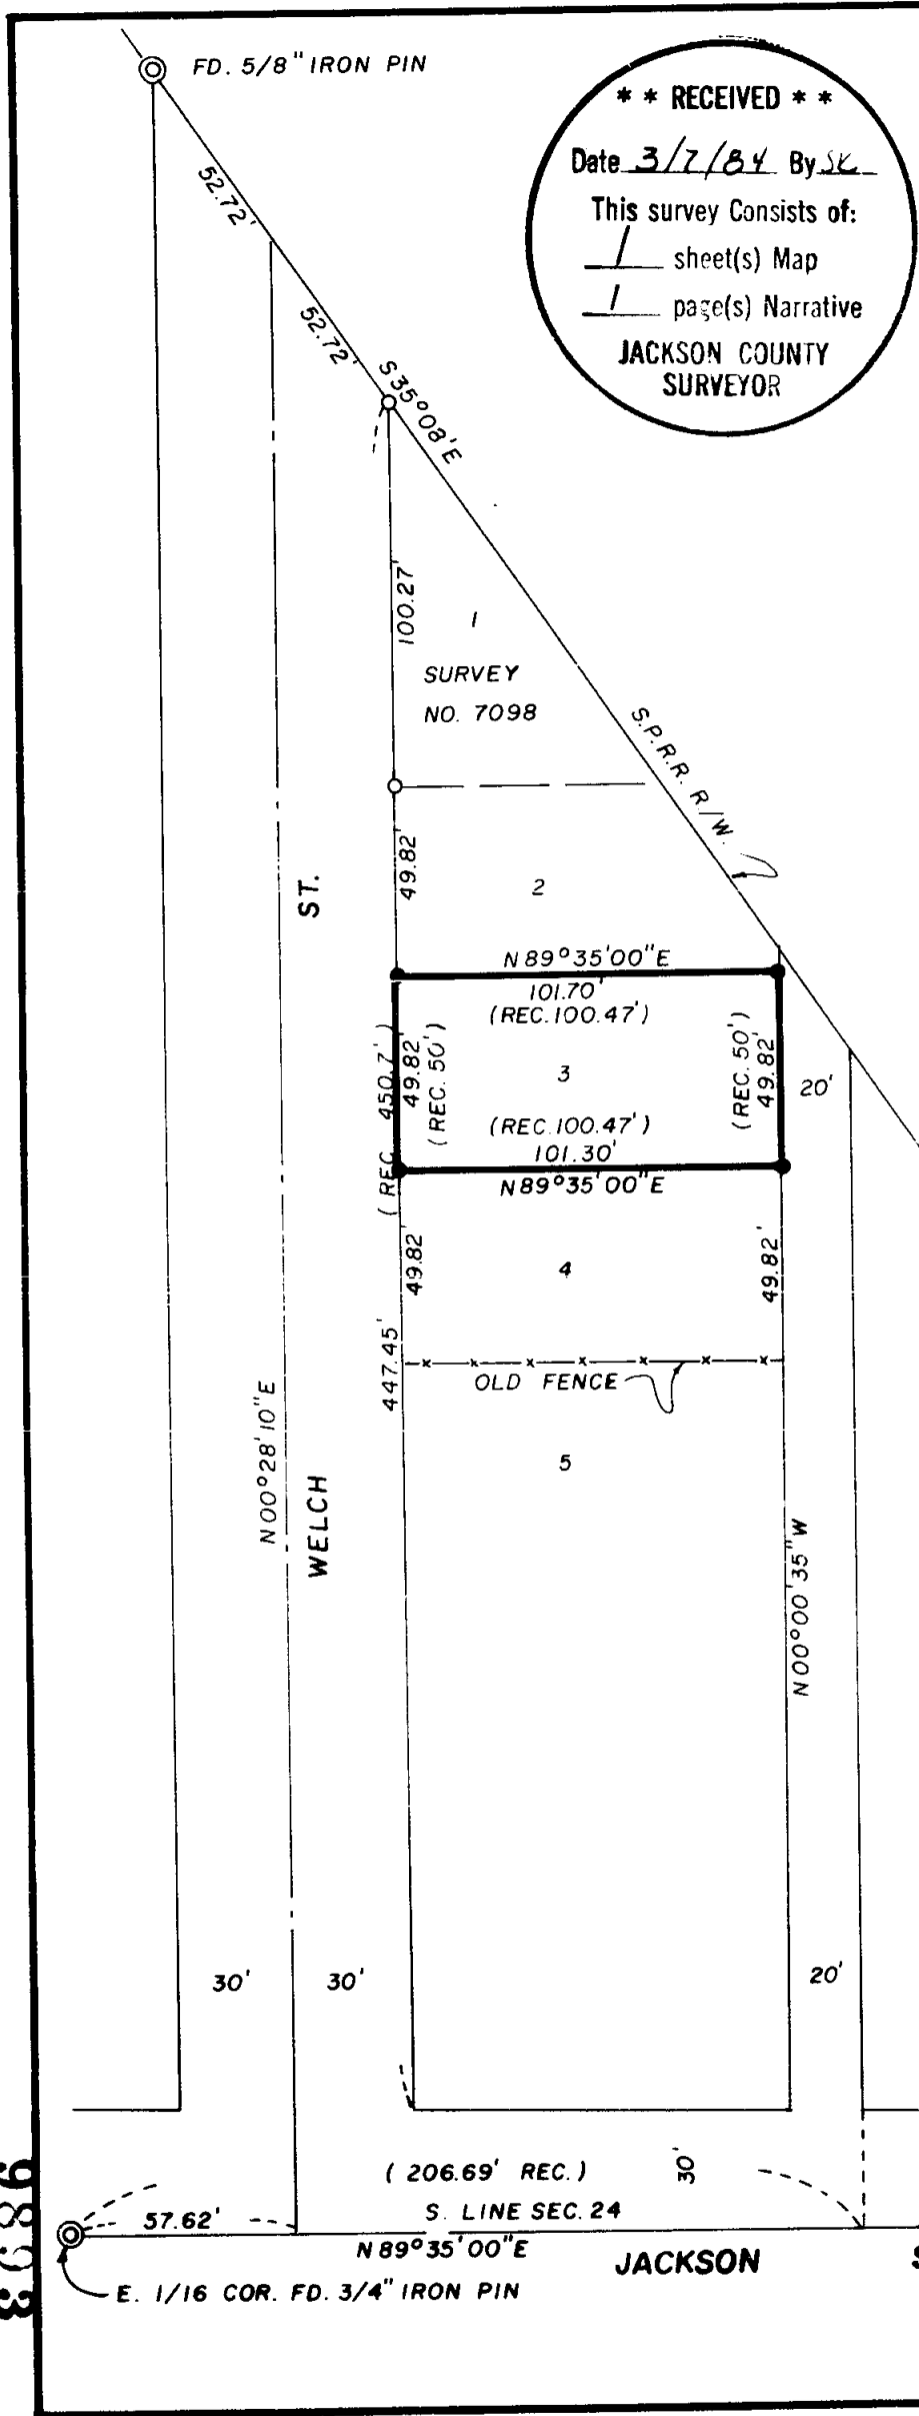 FD. 5/8" IRON PIN
* * RECEIVED * *
Date 3/7/84 By SK
This survey Consists of:
1 sheet(s) Map
1 page(s) Narrative
JACKSON COUNTY
SURVEYOR
52.72'
52.72'
S 35°08'E
100.27'
1
SURVEY
NO. 7098
S.P.R.R. R/W.
49.82'
2
ST.
N 89°35'00"E
101.70'
(REC. 100.47')
(REC. 450.7')
49.82'
(REC. 50')
3
(REC. 50')
49.82'
20'
(REC. 100.47')
101.30'
N 89°35'00"E
49.82'
4
49.82'
447.45'
OLD FENCE
5
N 00°28'10"E
WELCH
N 00°00'35"W
30'
30'
20'
(206.69' REC.)
30'
57.62'
S. LINE SEC. 24
N 89°35'00"E
JACKSON
E. 1/16 COR. FD. 3/4" IRON PIN